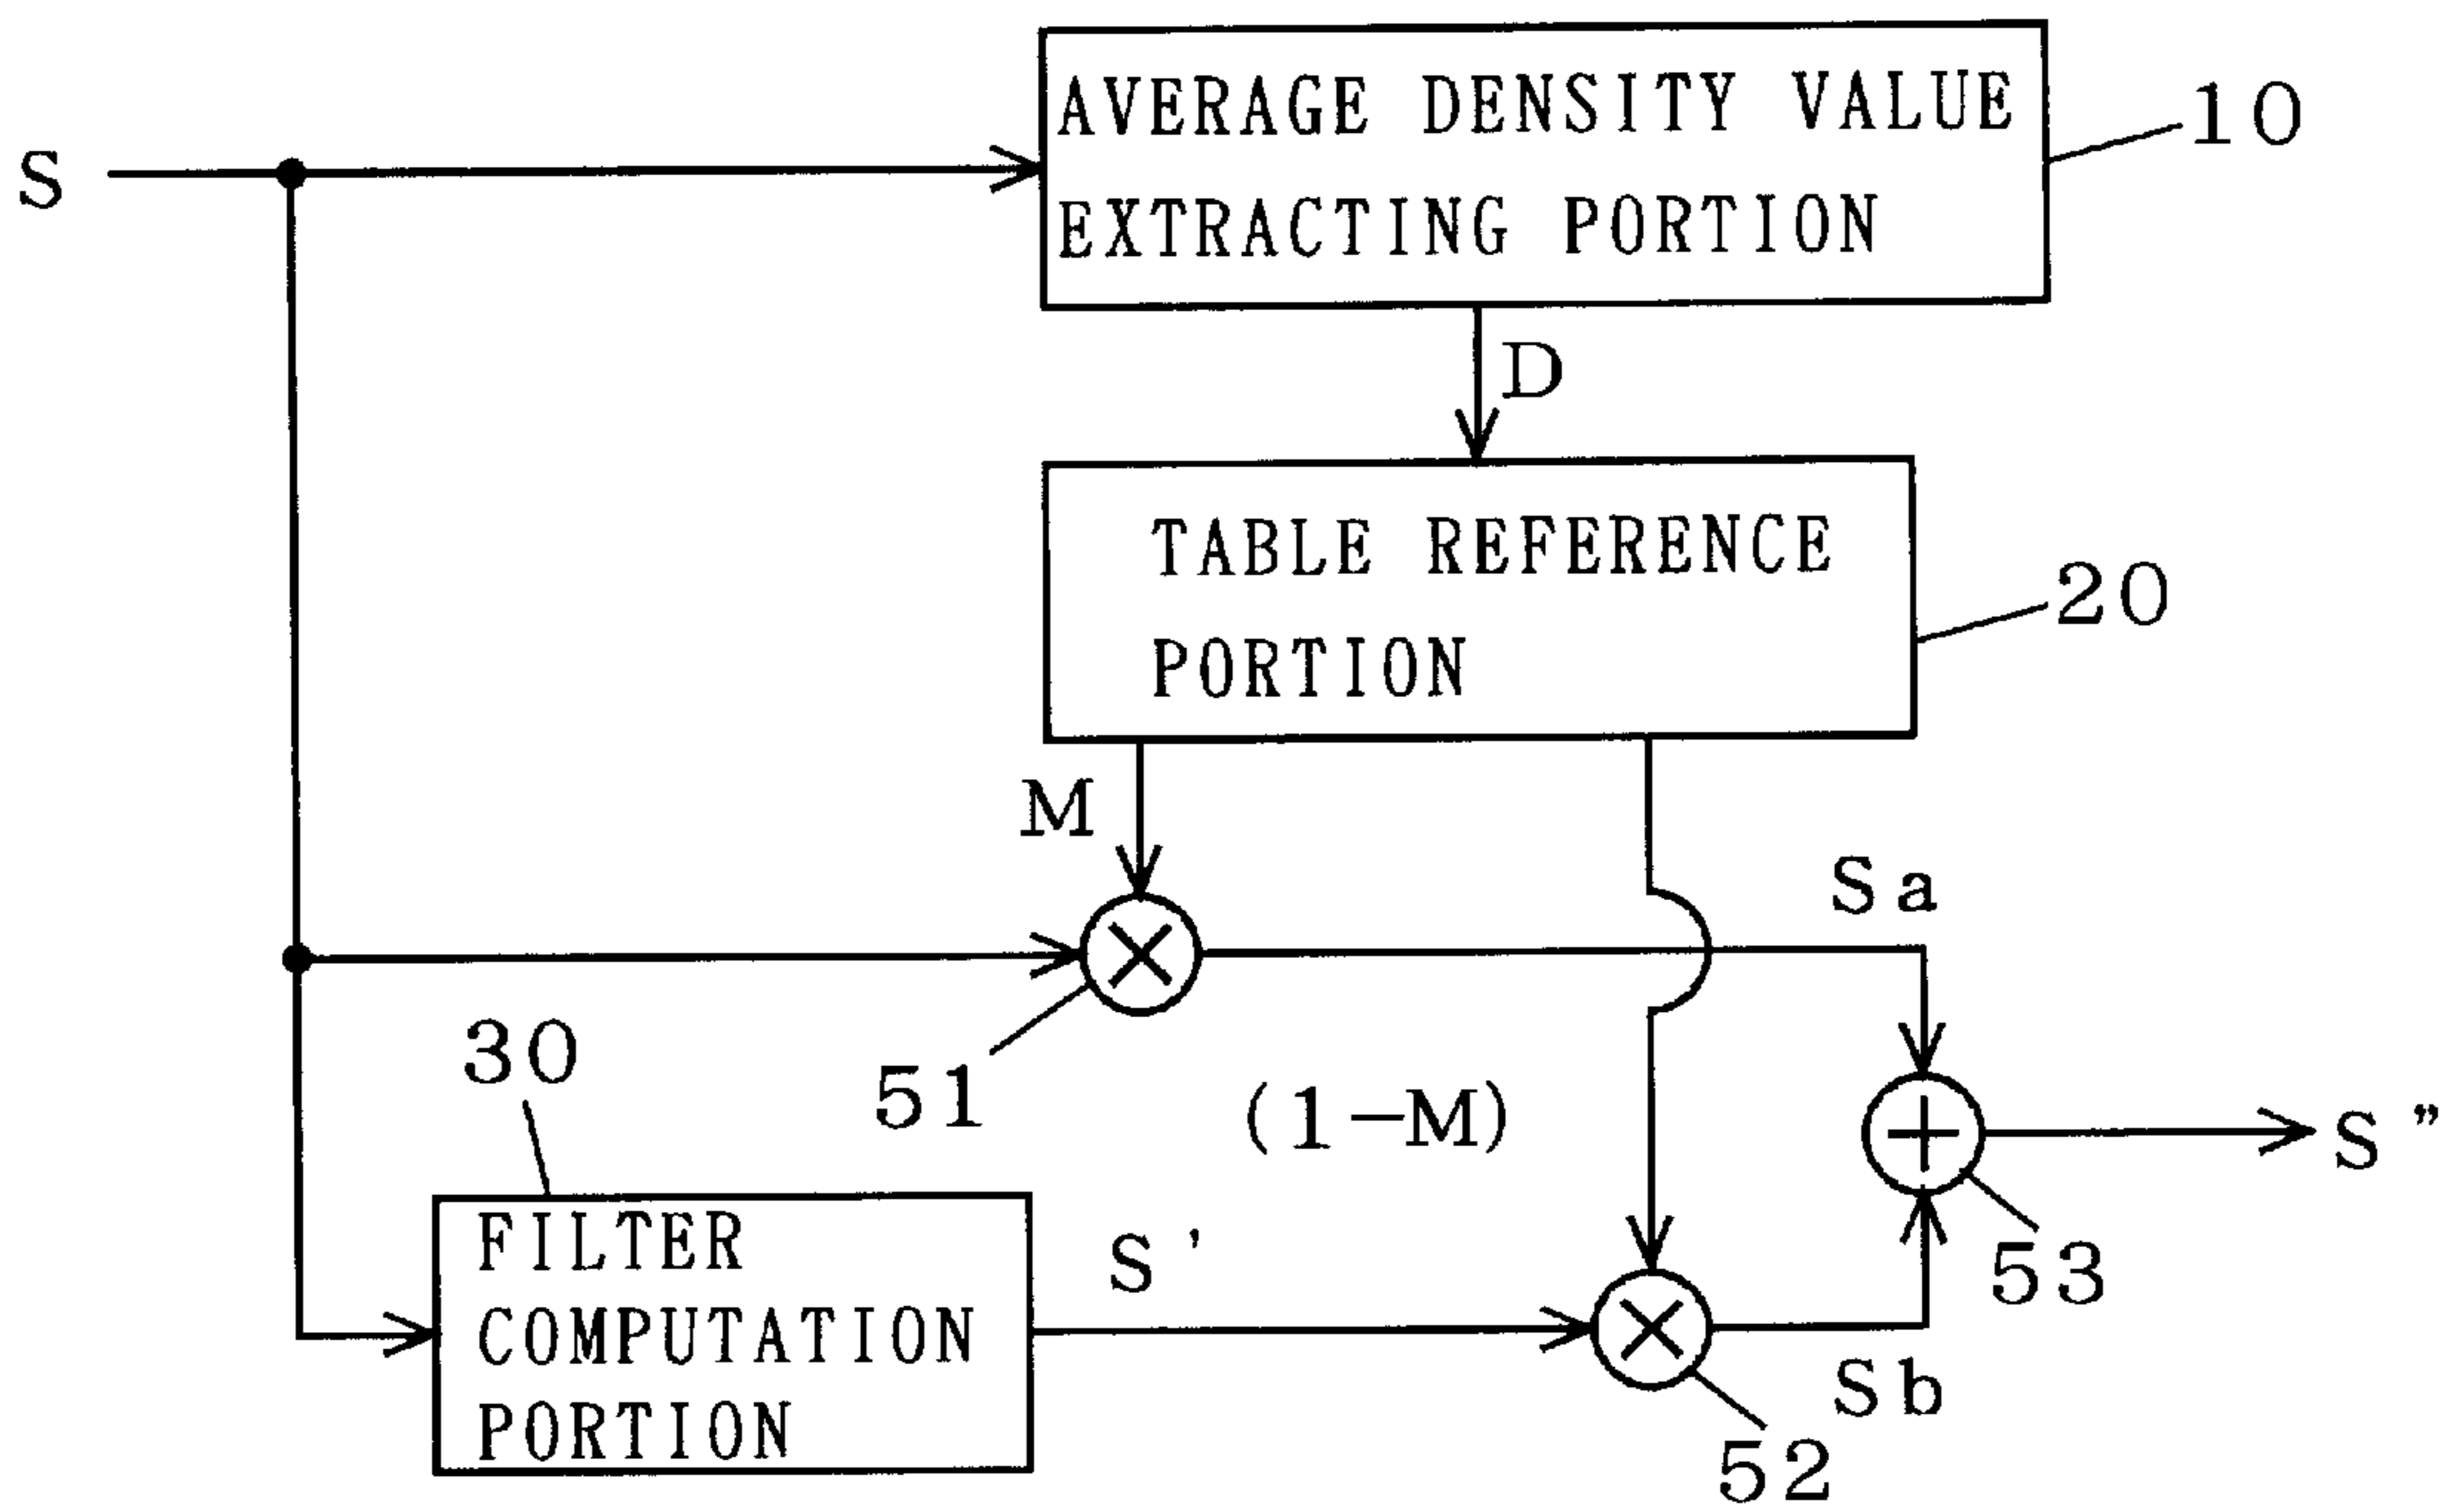 AVERAGE DENSITY VALUE
EXTRACTING PORTION
10
S
D
TABLE REFERENCE
PORTION
20
M
Sa
51
(1-M)
30
S"
FILTER
COMPUTATION
PORTION
S'
53
Sb
52